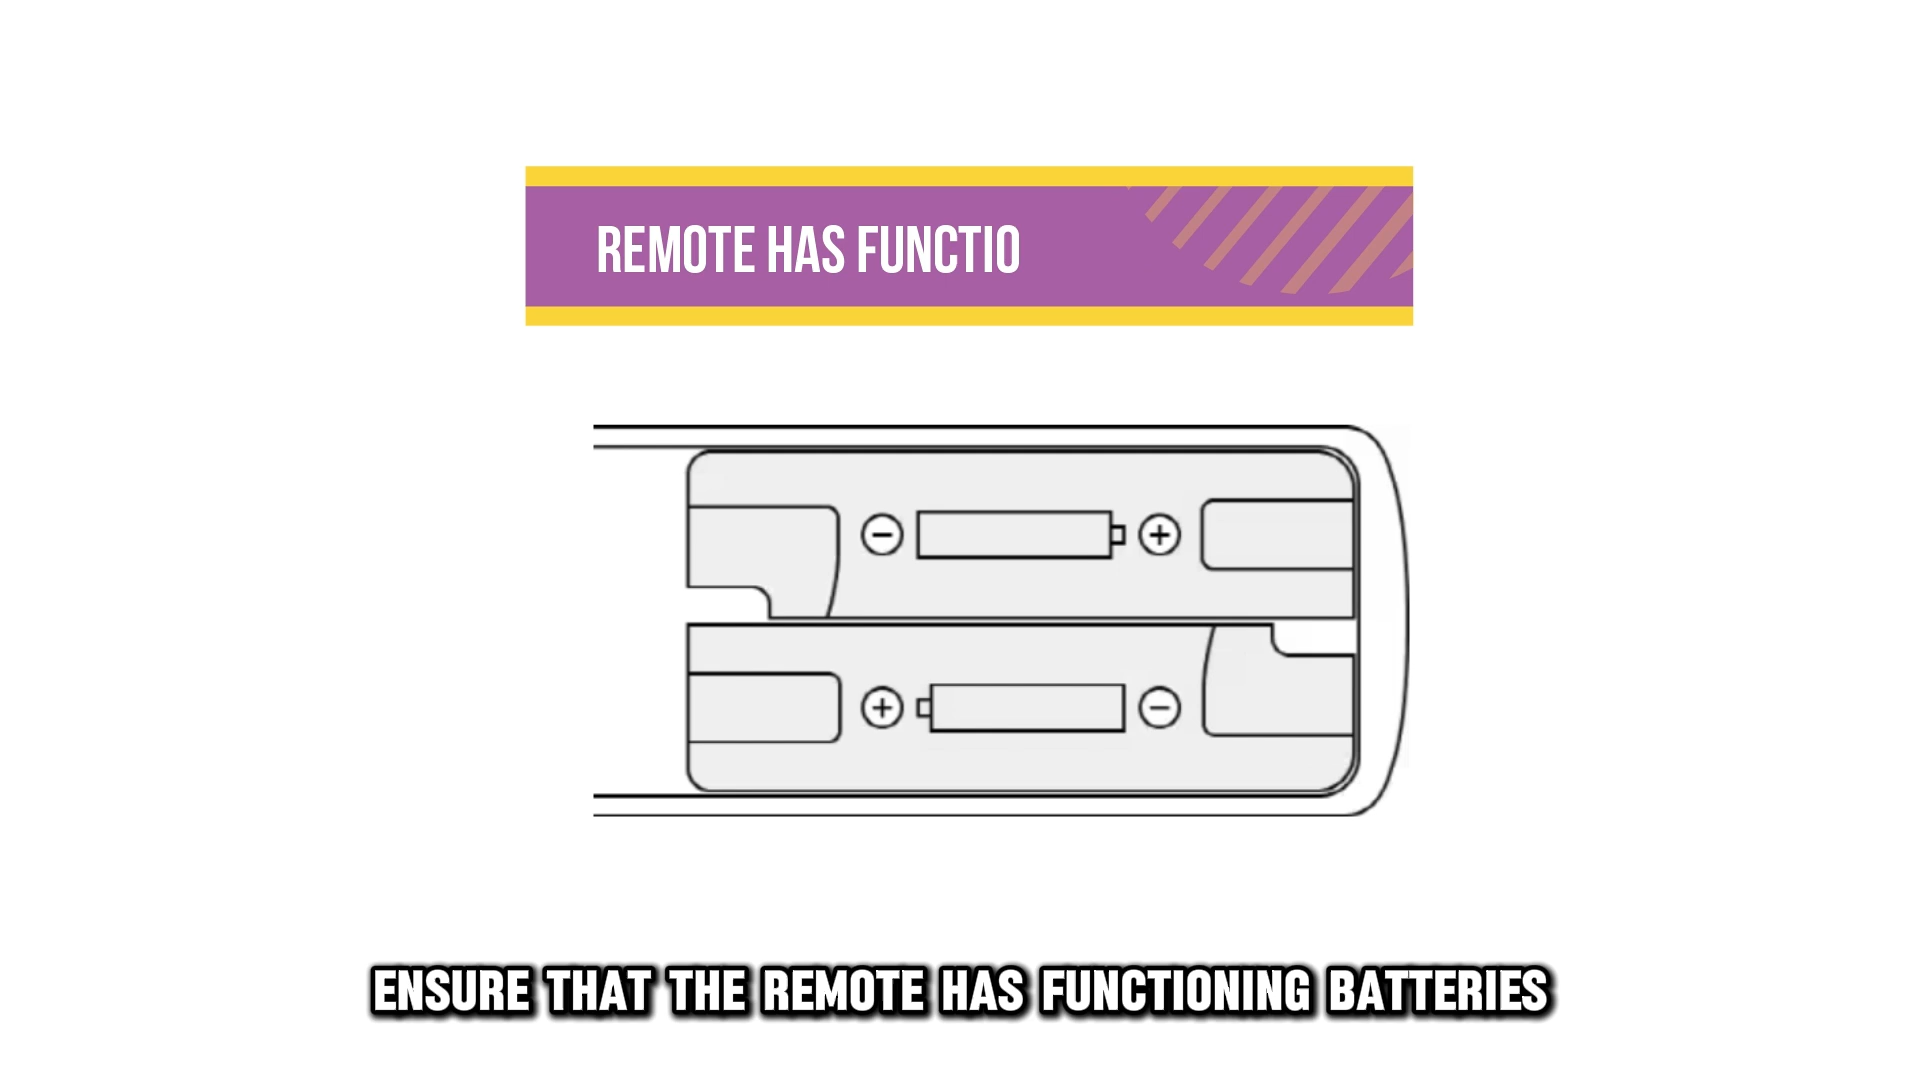 REMOTE HAS FUNCTIO
− +
+ −
ENSURE THAT THE REMOTE HAS FUNCTIONING BATTERIES